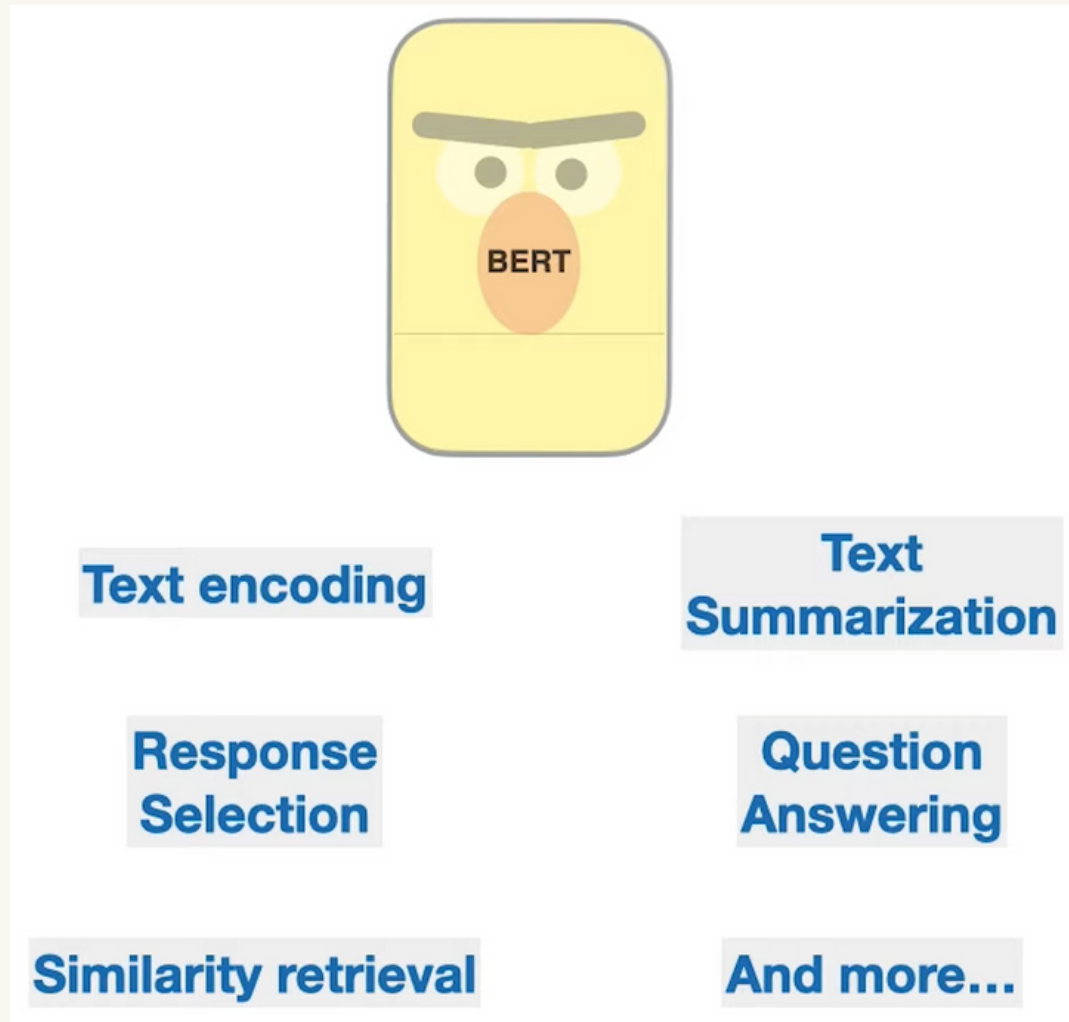 BERT
Text encoding
Text
Summarization
Response
Selection
Question
Answering
Similarity retrieval
And more...